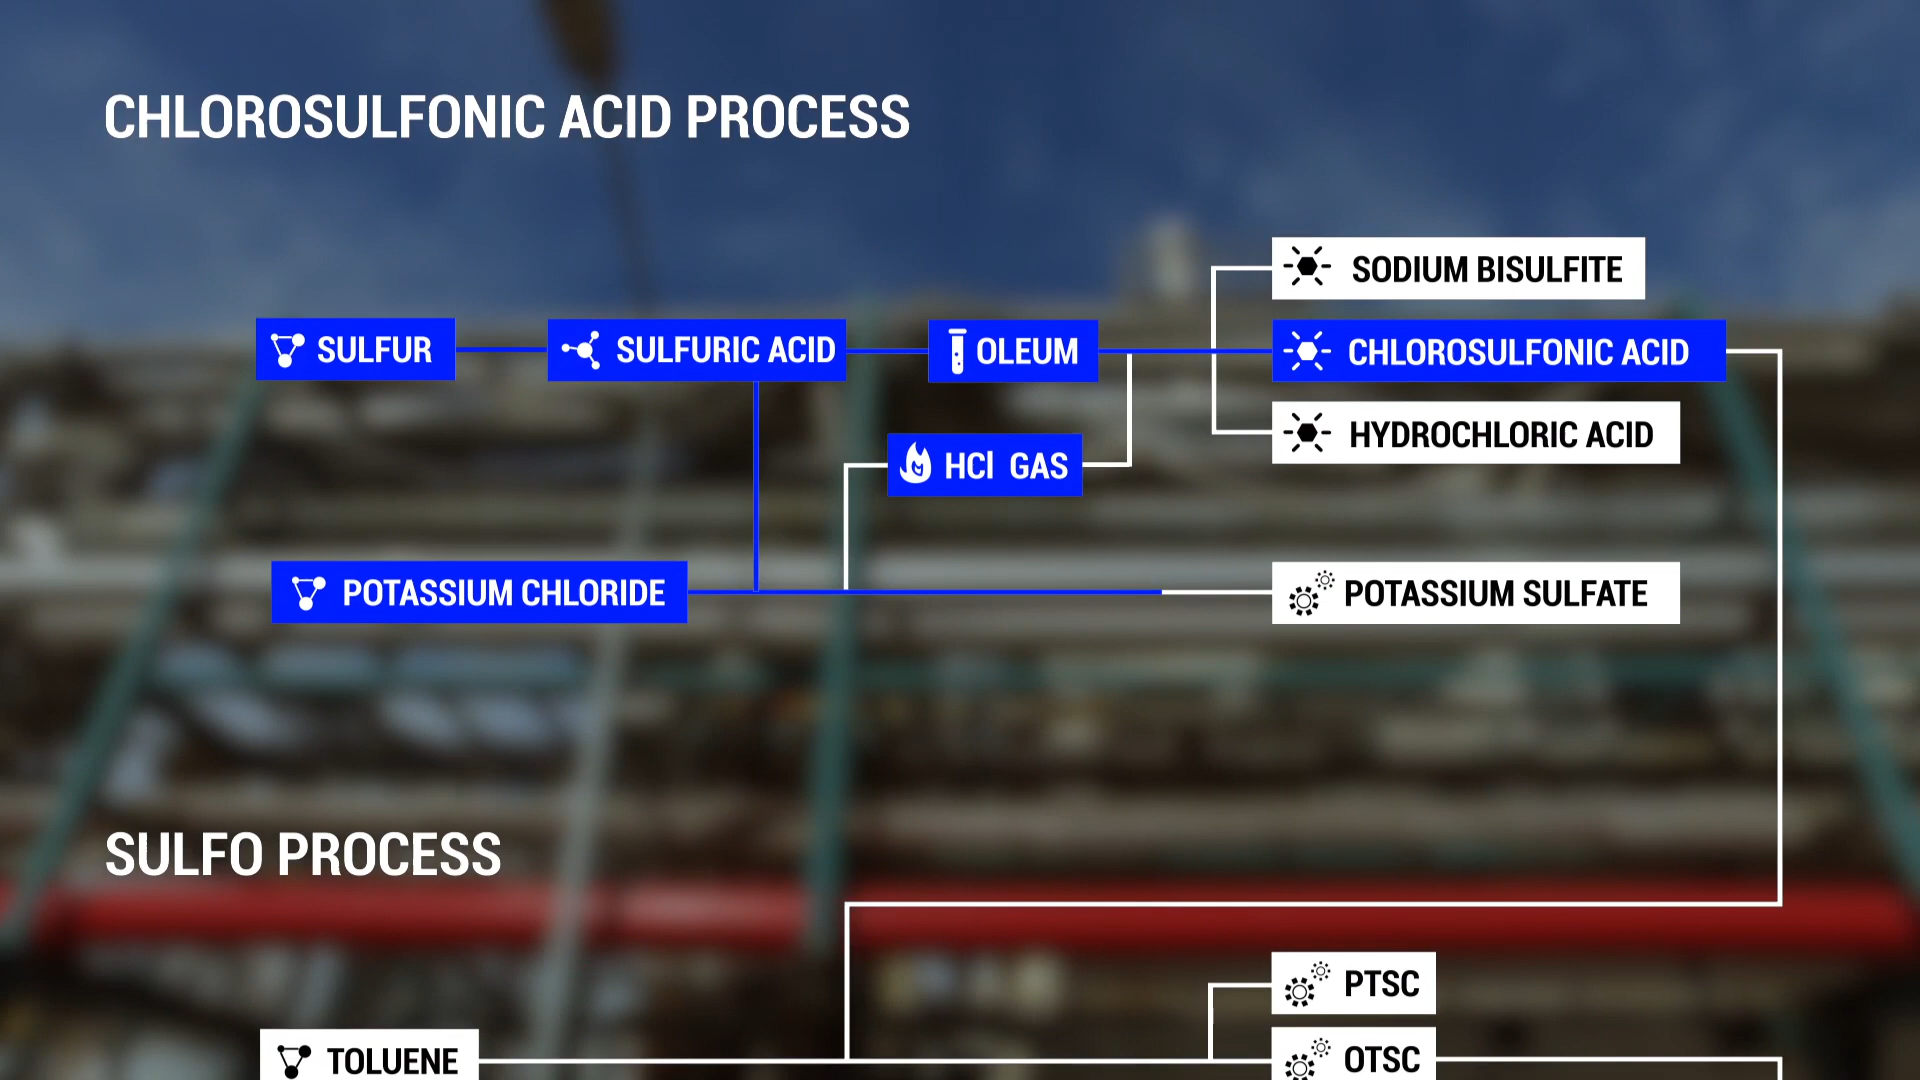 CHLOROSULFONIC ACID PROCESS
SODIUM BISULFITE
SULFUR
SULFURIC ACID
OLEUM
CHLOROSULFONIC ACID
HYDROCHLORIC ACID
HCl GAS
POTASSIUM CHLORIDE
POTASSIUM SULFATE
SULFO PROCESS
PTSC
TOLUENE
OTSC